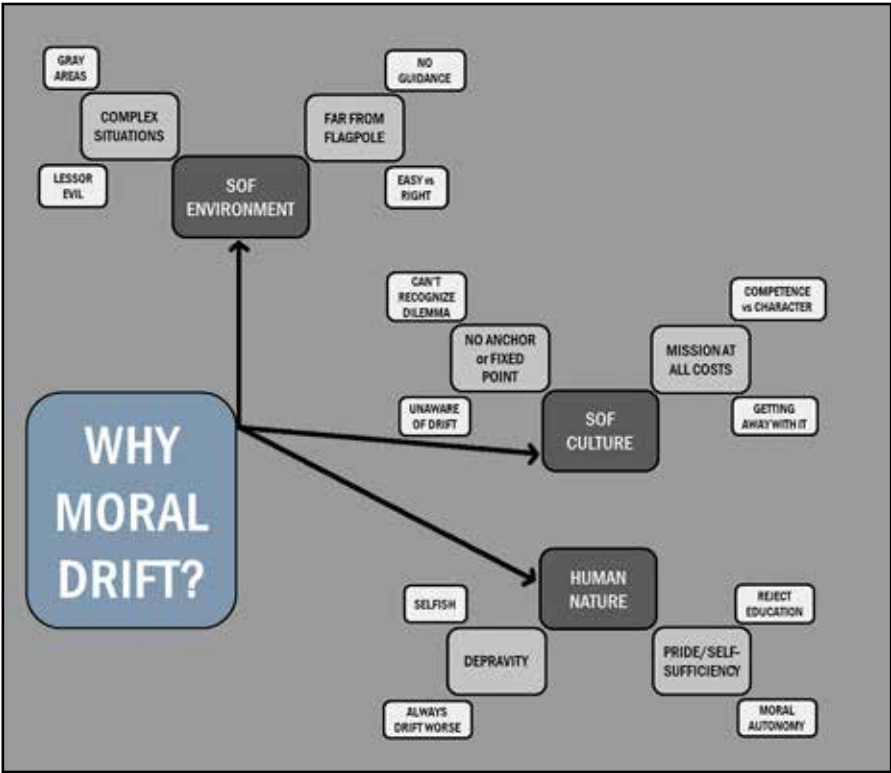 GRAY
AREAS
COMPLEX
SITUATIONS
LESSOR
EVIL
NO
GUIDANCE
FAR FROM
FLAGPOLE
EASY vs
RIGHT
SOF
ENVIRONMENT
CAN'T
RECOGNIZE
DILEMMA
NO ANCHOR
or FIXED
POINT
UNAWARE
OF DRIFT
COMPETENCE
vs CHARACTER
MISSION AT
ALL COSTS
GETTING
AWAY WITH IT
SOF
CULTURE
WHY
MORAL
DRIFT?
HUMAN
NATURE
SELFISH
DEPRAVITY
ALWAYS
DRIFT WORSE
REJECT
EDUCATION
PRIDE/SELF-
SUFFICIENCY
MORAL
AUTONOMY